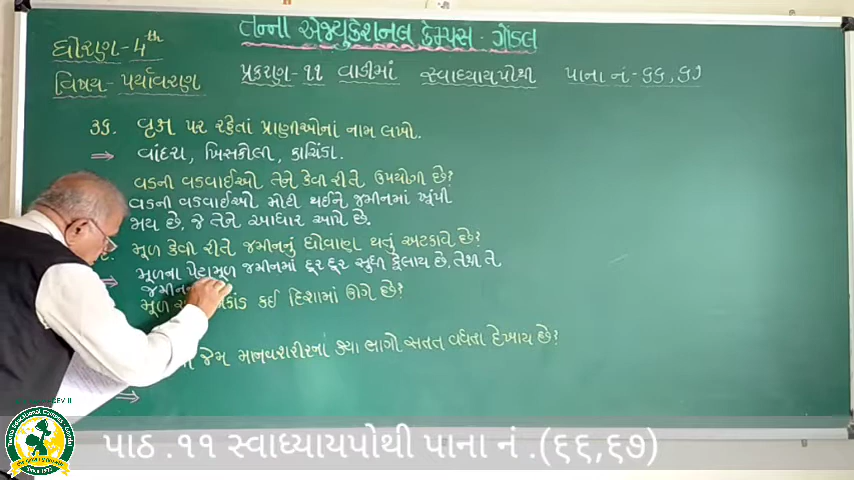 તન્ના એજ્યુકેશનલ કેમ્પસ - ગોંડલ
ધોરણ - 4th
વિષય - પર્યાવરણ પ્રકરણ - ૧૧ વાડીમાં સ્વાધ્યાયપોથી પાના નં - ૬૬, ૬૭
૩૬. વૃક્ષ પર રહેતાં પ્રાણીઓનાં નામ લખો.
⇒ વાંદરા, ખિસકોલી, કાચિંડા.
વડની વડવાઈઓ તેને કેવી રીતે ઉપયોગી છે?
વડની વડવાઈઓ મોટી થઈને જમીનમાં ખૂંપી
જાય છે, જે તેને આધાર આપે છે.
મૂળ કેવી રીતે જમીનનું ધોવાણ થતું અટકાવે છે?
મૂળના પેટામૂળ જમીનમાં દૂર દૂર સુધી ફેલાય છે, તેથી તે
મૂળ કઈ દિશામાં ઊગે છે?
જેમ માનવશરીરનાં ક્યા ભાગો સતત વધતા દેખાય છે?
⇒
પાઠ .૧૧ સ્વાધ્યાયપોથી પાના નં .(૬૬,૬૭)